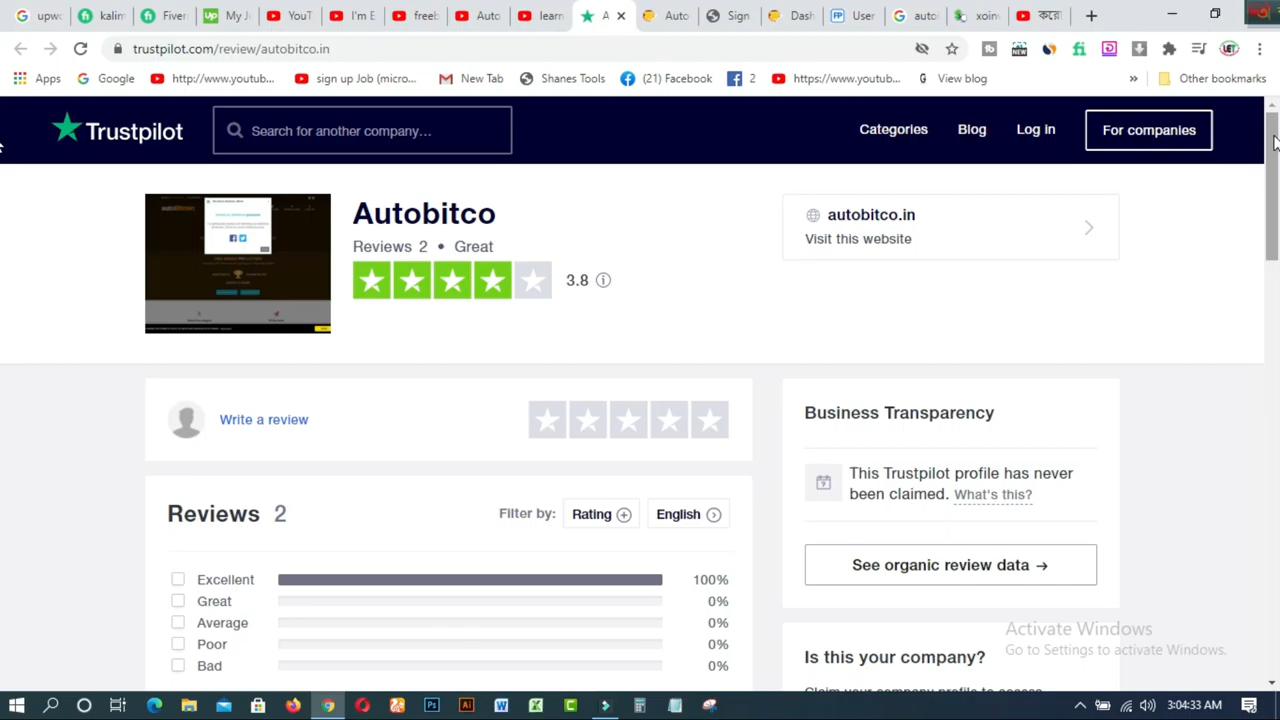 upwo
kalim
Fiverr
My J
YouT
I'm E
freeb
Auto
learn
A
Auto
Sign
Dash
User
auto
xoin
trustpilot.com/review/autobitco.in
Apps
Google
http://www.youtub...
sign up Job (micro...
New Tab
Shanes Tools
(21) Facebook
2
https://www.youtub...
View blog
»
Other bookmarks
Trustpilot
Search for another company...
Categories
Blog
Log in
For companies
Autobitco
Reviews 2 • Great
3.8
autobitco.in
Visit this website
Write a review
Business Transparency
This Trustpilot profile has never
been claimed. What's this?
See organic review data →
Reviews 2
Filter by:
Rating
English
Excellent 100%
Great 0%
Average 0%
Poor 0%
Bad 0%
Activate Windows
Go to Settings to activate Windows.
Is this your company?
3:04:33 AM